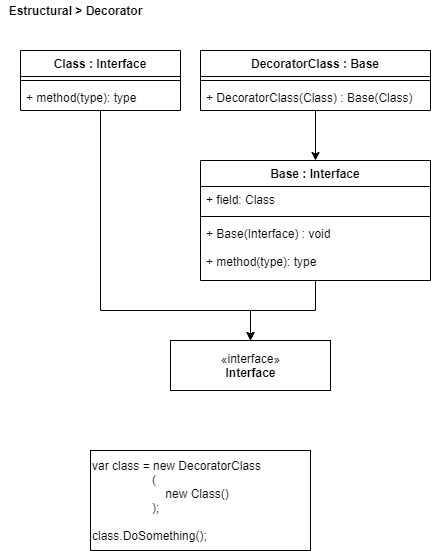 Estructural > Decorator
Class : Interface
+ method(type): type
DecoratorClass : Base
+ DecoratorClass(Class) : Base(Class)
Base : Interface
+ field: Class
+ Base(Interface) : void
+ method(type): type
«interface»
Interface
var class = new DecoratorClass
(
new Class()
);
class.DoSomething();